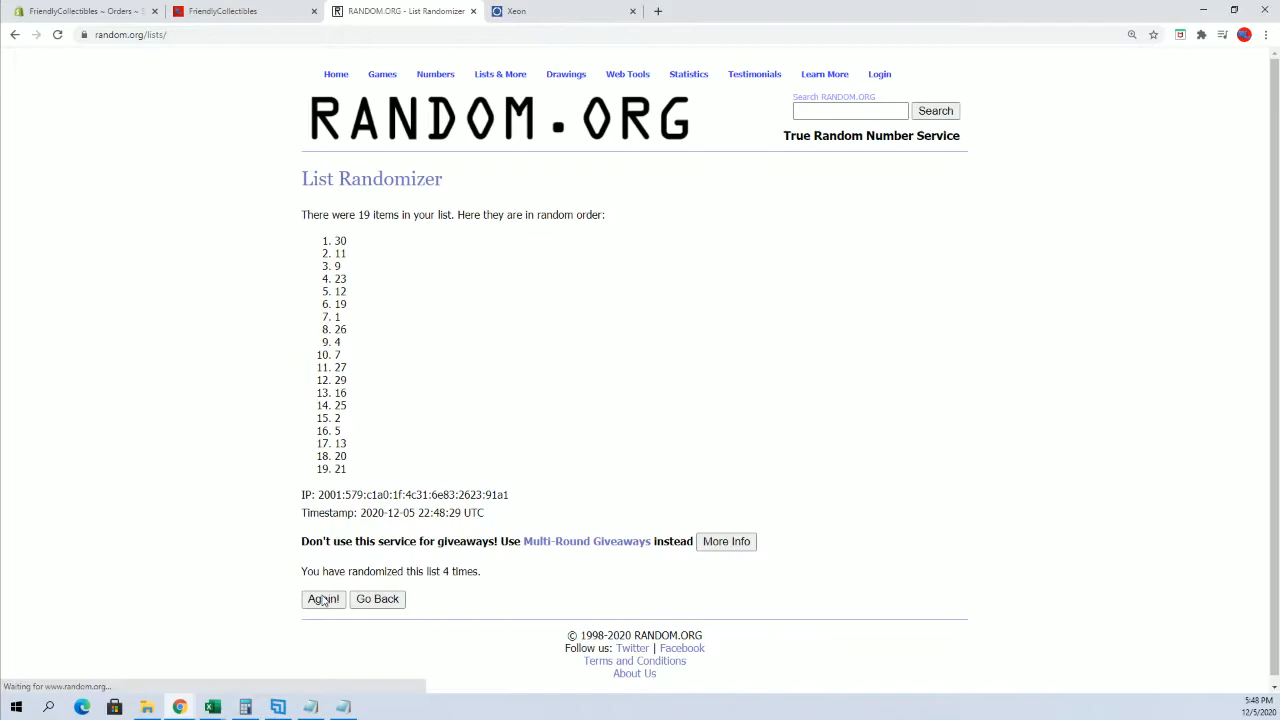 FriendlyCollectibles ~ Orders ~ S
FriendlyCollectibles
RANDOM.ORG - List Randomizer
Xeon
random.org/lists/
Home Games Numbers Lists & More Drawings Web Tools Statistics Testimonials Learn More Login
RANDOM.ORG
Search RANDOM.ORG
Search
True Random Number Service
List Randomizer
There were 19 items in your list. Here they are in random order:
1. 30
2. 11
3. 9
4. 23
5. 12
6. 19
7. 1
8. 26
9. 4
10. 7
11. 27
12. 29
13. 16
14. 25
15. 2
16. 5
17. 13
18. 20
19. 21
IP: 2001:579:c1a0:1f:4c31:6e83:2623:91a1
Timestamp: 2020-12-05 22:48:29 UTC
Don't use this service for giveaways! Use Multi-Round Giveaways instead More Info
You have randomized this list 4 times.
Again! Go Back
© 1998-2020 RANDOM.ORG
Follow us: Twitter | Facebook
Terms and Conditions
About Us
Waiting for www.random.org...
5:48 PM
12/5/2020